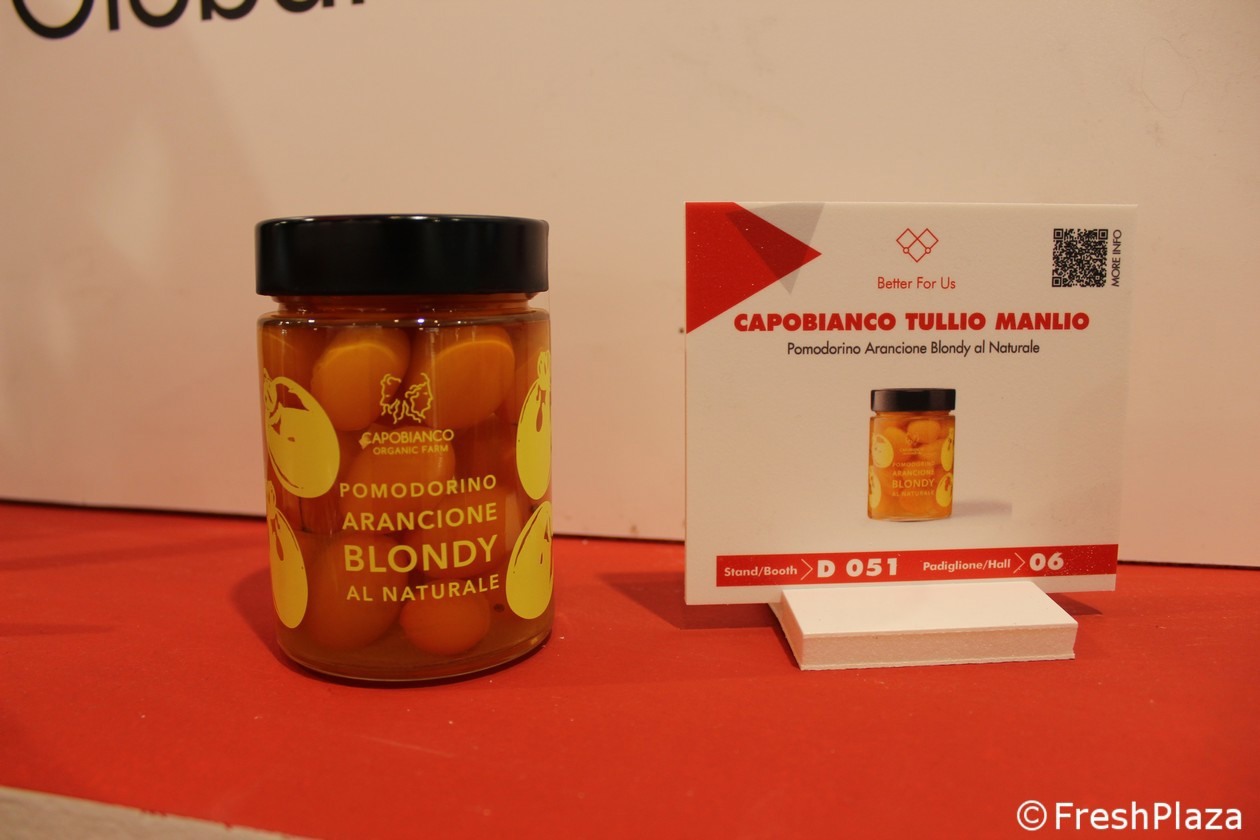 Global
CAPOBIANCO
ORGANIC FARM
POMODORINO
ARANCIONE
BLONDY
AL NATURALE
Better For Us
MORE INFO
CAPOBIANCO TULLIO MANLIO
Pomodorino Arancione Blondy al Naturale
POMODORINO
ARANCIONE
BLONDY
AL NATURALE
Stand/Booth D 051 Padiglione/Hall 06
©FreshPlaza